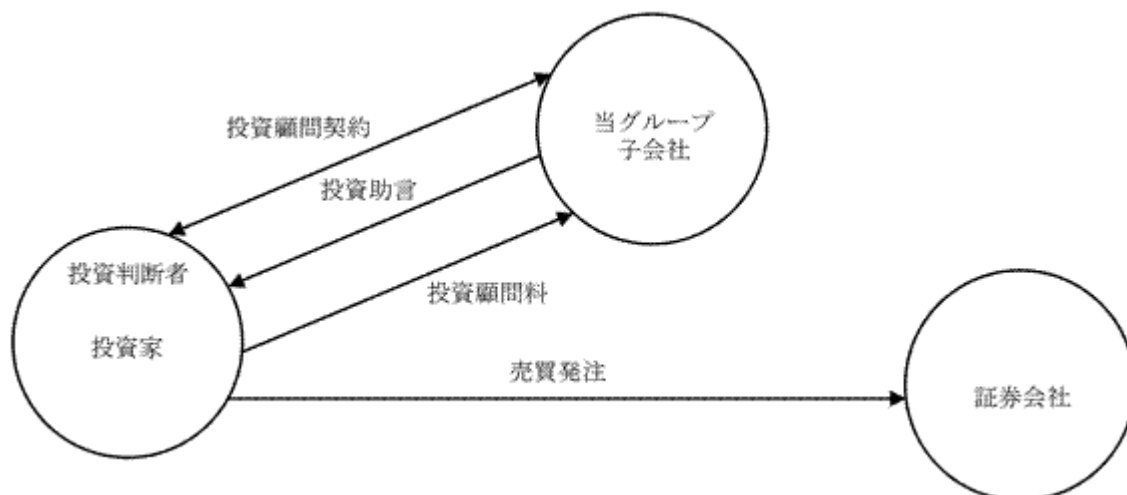 当グループ
子会社
投資顧問契約
投資助言
投資顧問料
投資判断者
投資家
売買発注
証券会社